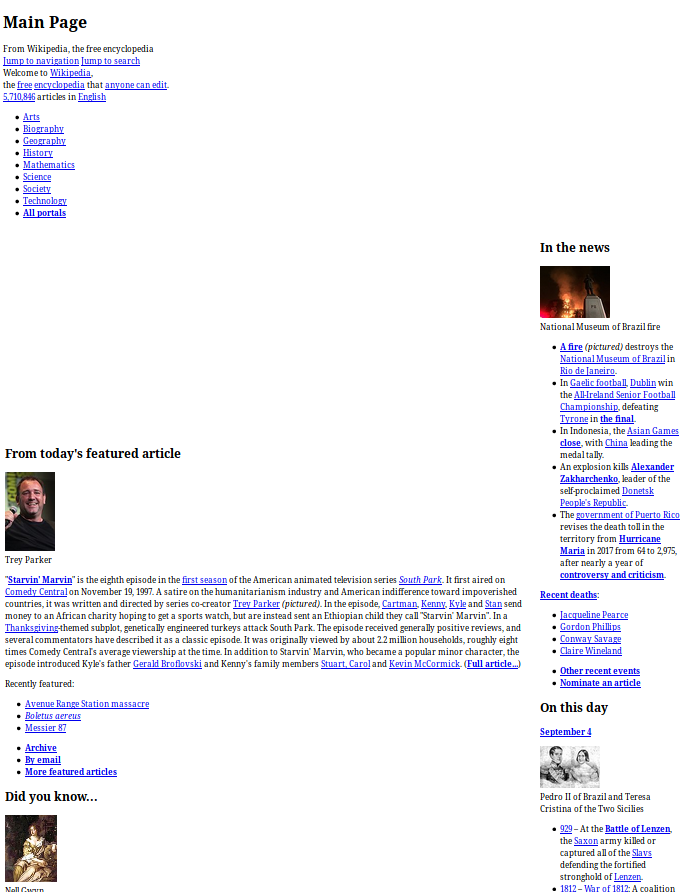 Main Page
From Wikipedia, the free encyclopedia
Jump to navigation Jump to search
Welcome to Wikipedia,
the free encyclopedia that anyone can edit.
5,710,846 articles in English
Arts
Biography
Geography
History
Mathematics
Science
Society
Technology
All portals
From today's featured article
Trey Parker
"Starvin' Marvin" is the eighth episode in the first season of the American animated television series South Park. It first aired on
Comedy Central on November 19, 1997. A satire on the humanitarianism industry and American indifference toward impoverished
countries, it was written and directed by series co-creator Trey Parker (pictured). In the episode, Cartman, Kenny, Kyle and Stan send
money to an African charity hoping to get a sports watch, but are instead sent an Ethiopian child they call "Starvin' Marvin". In a
Thanksgiving-themed subplot, genetically engineered turkeys attack South Park. The episode received generally positive reviews, and
several commentators have described it as a classic episode. It was originally viewed by about 2.2 million households, roughly eight
times Comedy Central's average viewership at the time. In addition to Starvin' Marvin, who became a popular minor character, the
episode introduced Kyle's father Gerald Broflovski and Kenny's family members Stuart, Carol and Kevin McCormick. (Full article...)
Recently featured:
Avenue Range Station massacre
Boletus aereus
Messier 87
Archive
By email
More featured articles
Did you know...
Nell Gwyn
In the news
National Museum of Brazil fire
A fire (pictured) destroys the
National Museum of Brazil in
Rio de Janeiro.
In Gaelic football, Dublin win
the All-Ireland Senior Football
Championship, defeating
Tyrone in the final.
In Indonesia, the Asian Games
close, with China leading the
medal tally.
An explosion kills Alexander
Zakharchenko, leader of the
self-proclaimed Donetsk
People's Republic.
The government of Puerto Rico
revises the death toll in the
territory from Hurricane
Maria in 2017 from 64 to 2,975,
after nearly a year of
controversy and criticism.
Recent deaths:
Jacqueline Pearce
Gordon Phillips
Conway Savage
Claire Wineland
Other recent events
Nominate an article
On this day
September 4
Pedro II of Brazil and Teresa
Cristina of the Two Sicilies
929 – At the Battle of Lenzen,
the Saxon army killed or
captured all of the Slavs
defending the fortified
stronghold of Lenzen.
1812 – War of 1812: A coalition